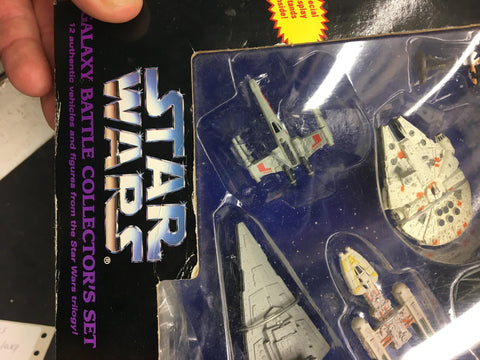 STAR
WARS®
GALAXY BATTLE COLLECTOR'S SET
12 authentic vehicles and figures from the Star Wars trilogy!